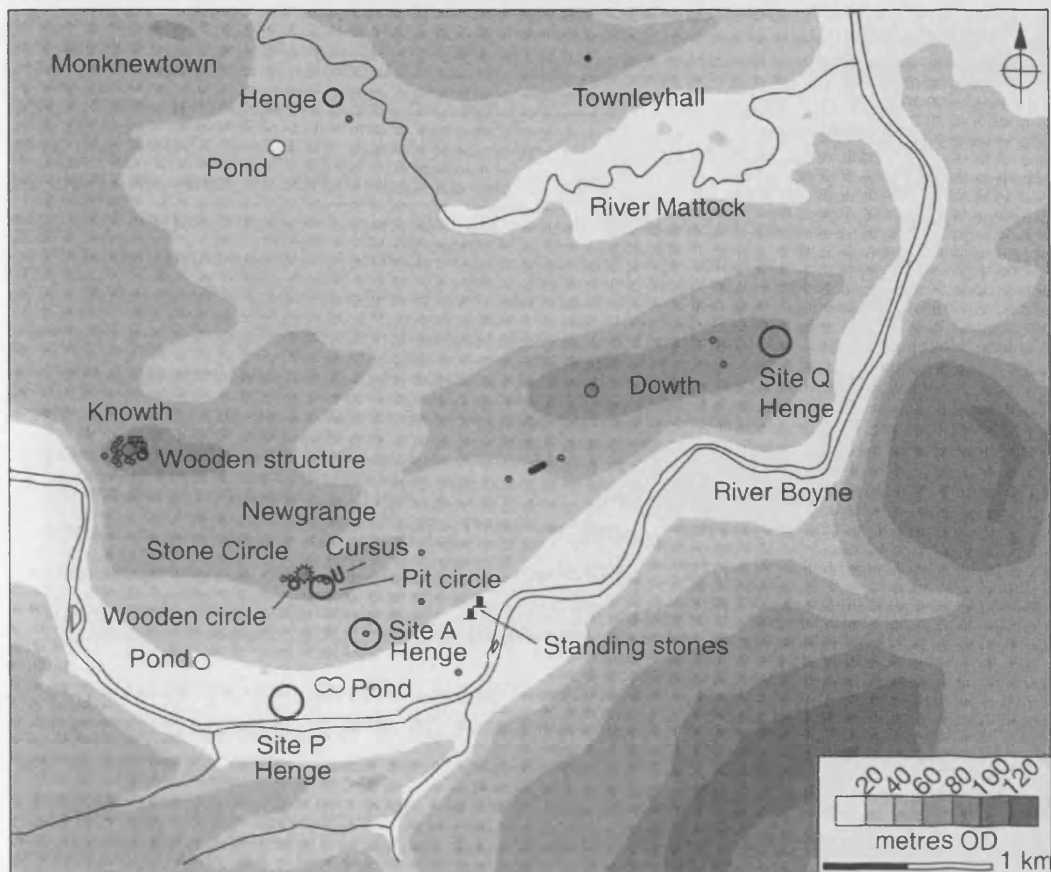 Monknewtown
Henge
Pond
Townleyhall
River Mattock
Dowth
Site Q
Henge
Knowth
Wooden structure
River Boyne
Newgrange
Stone Circle
Cursus
Pit circle
Wooden circle
Site A
Henge
Standing stones
Pond
Pond
Site P
Henge
20 40 60 80 100 120
metres OD
1 km